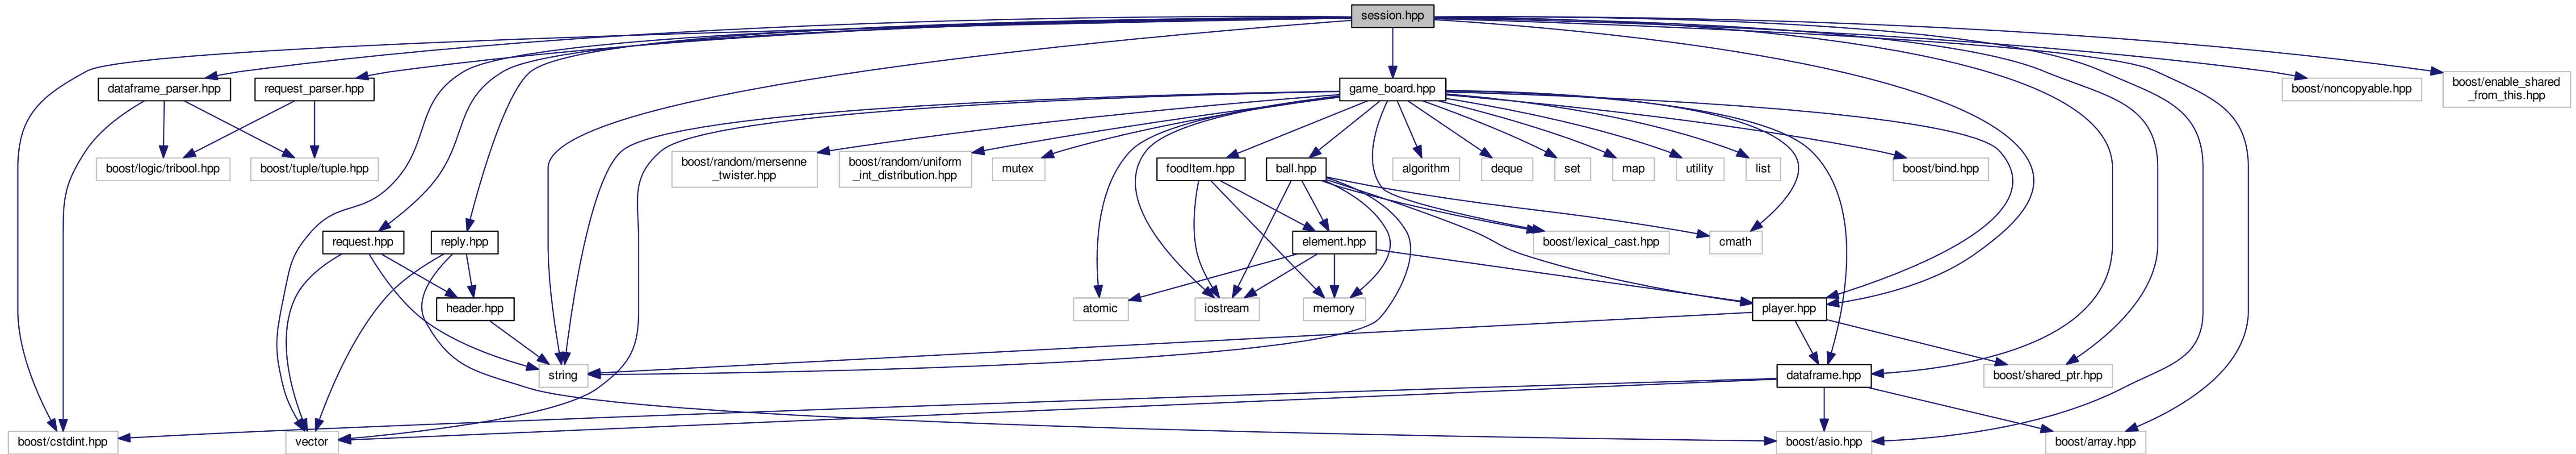 session.hpp
dataframe_parser.hpp
request_parser.hpp
game_board.hpp
boost/noncopyable.hpp
boost/enable_shared
_from_this.hpp
boost/logic/tribool.hpp
boost/tuple/tuple.hpp
boost/random/mersenne
_twister.hpp
boost/random/uniform
_int_distribution.hpp
mutex
foodItem.hpp
ball.hpp
algorithm
deque
set
map
utility
list
boost/bind.hpp
request.hpp
reply.hpp
element.hpp
boost/lexical_cast.hpp
cmath
header.hpp
atomic
iostream
memory
player.hpp
string
dataframe.hpp
boost/shared_ptr.hpp
boost/cstdint.hpp
vector
boost/asio.hpp
boost/array.hpp